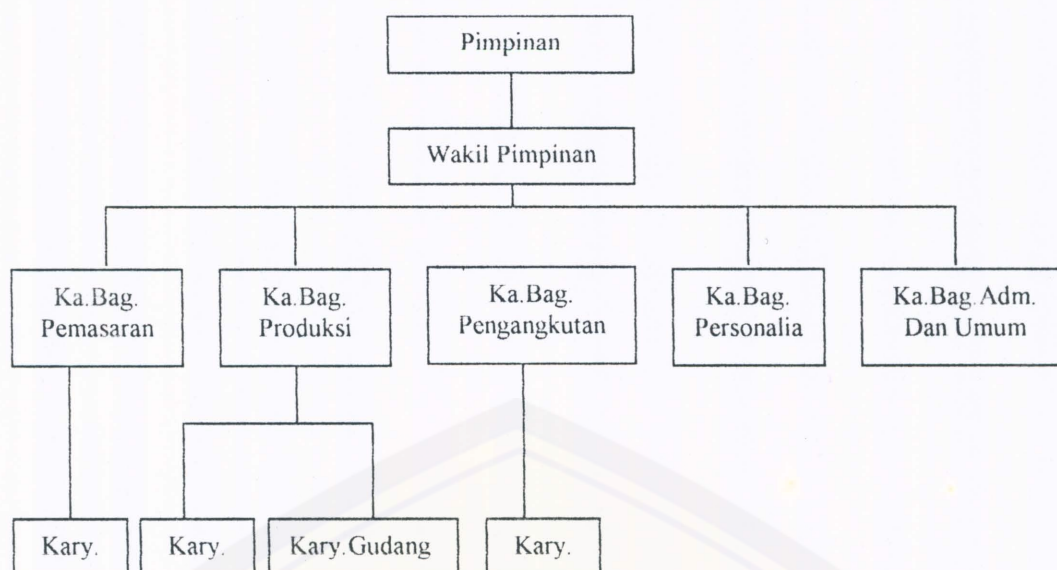 Pimpinan
Wakil Pimpinan
Ka.Bag.
Pemasaran
Ka.Bag.
Produksi
Ka.Bag.
Pengangkutan
Ka.Bag.
Personalia
Ka.Bag.Adm.
Dan Umum
Kary.
Kary.
Kary.Gudang
Kary.